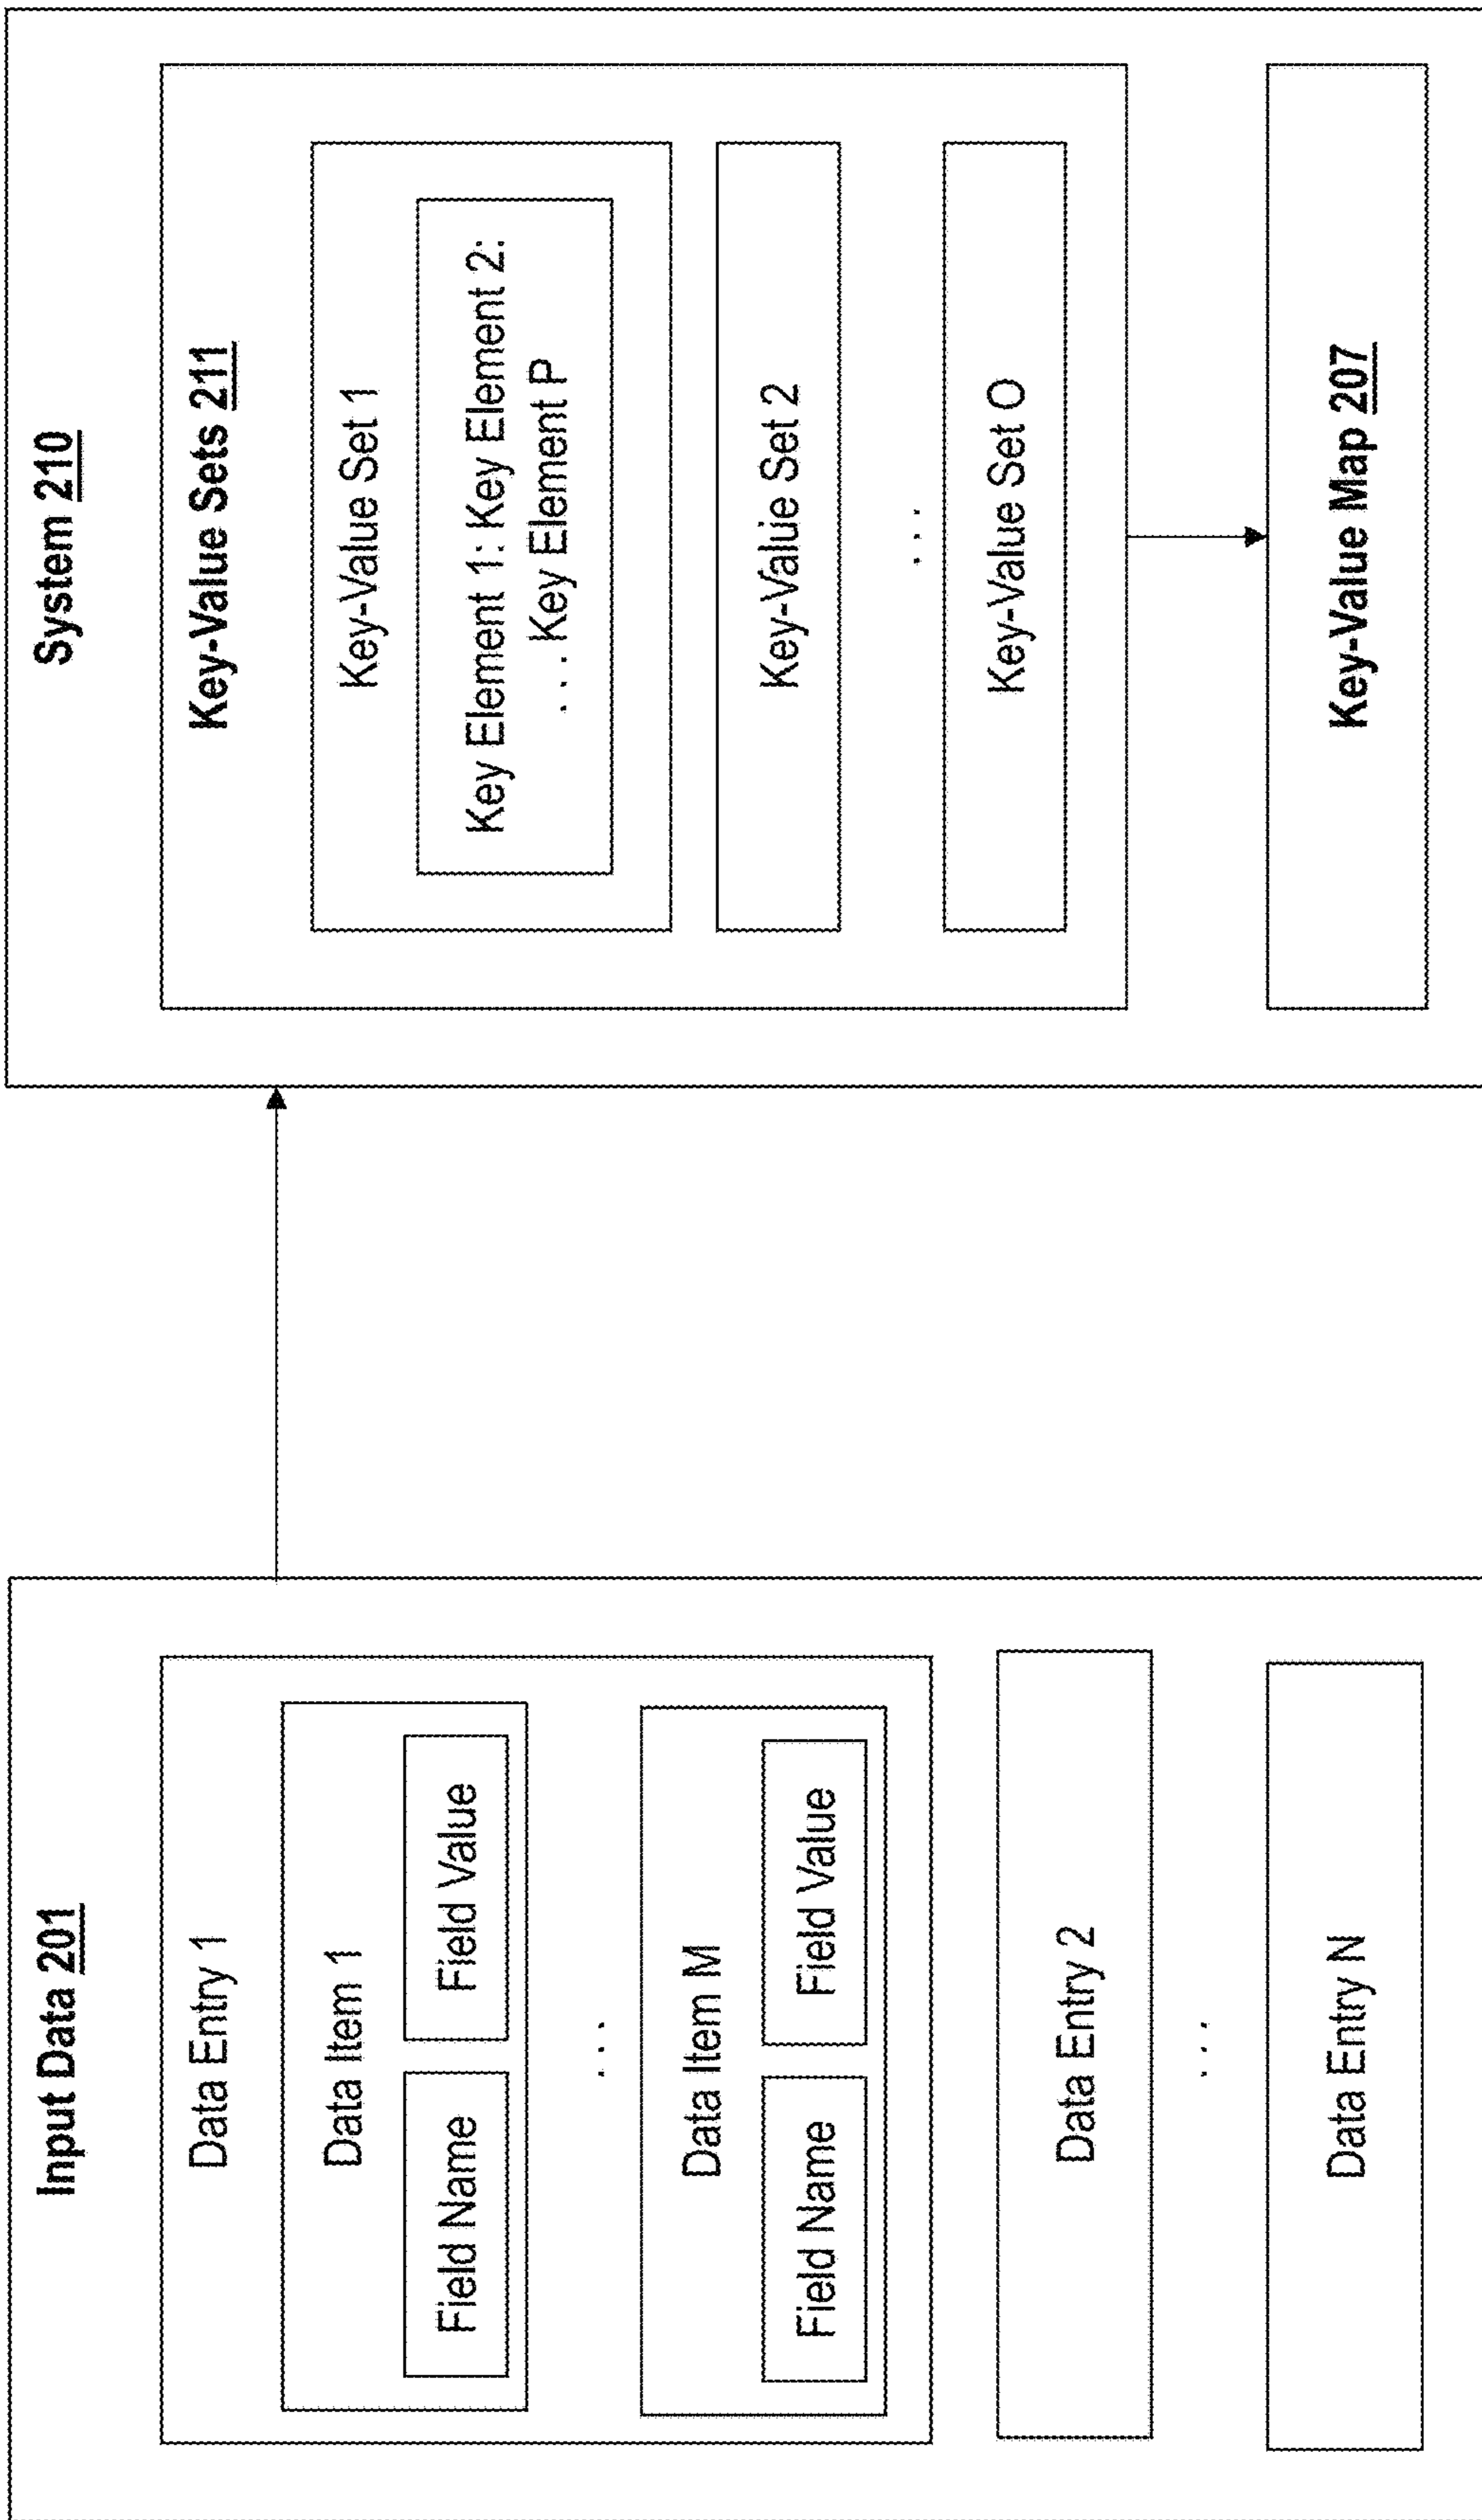 Input Data 201
Data Entry 1
Data Item 1
Field Name
Field Value
. . .
Data Item M
Field Name
Field Value
Data Entry 2
. . .
Data Entry N
System 210
Key-Value Sets 211
Key-Value Set 1
Key Element 1: Key Element 2:
. . . Key Element P
Key-Value Set 2
. . .
Key-Value Set O
Key-Value Map 207